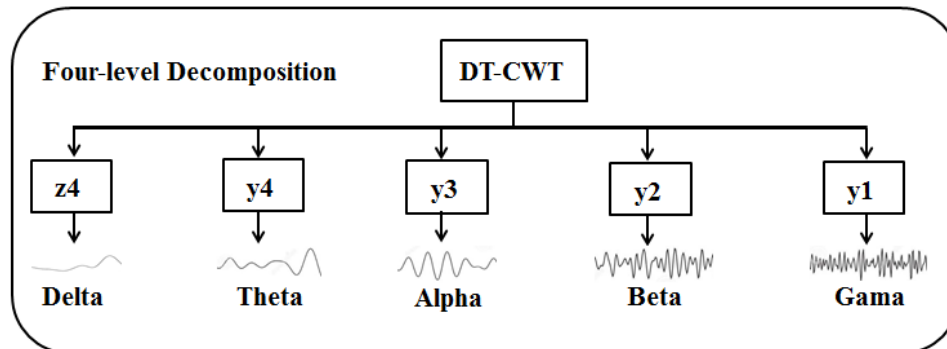 Four-level Decomposition
DT-CWT
z4
y4
y3
y2
y1
Delta
Theta
Alpha
Beta
Gama